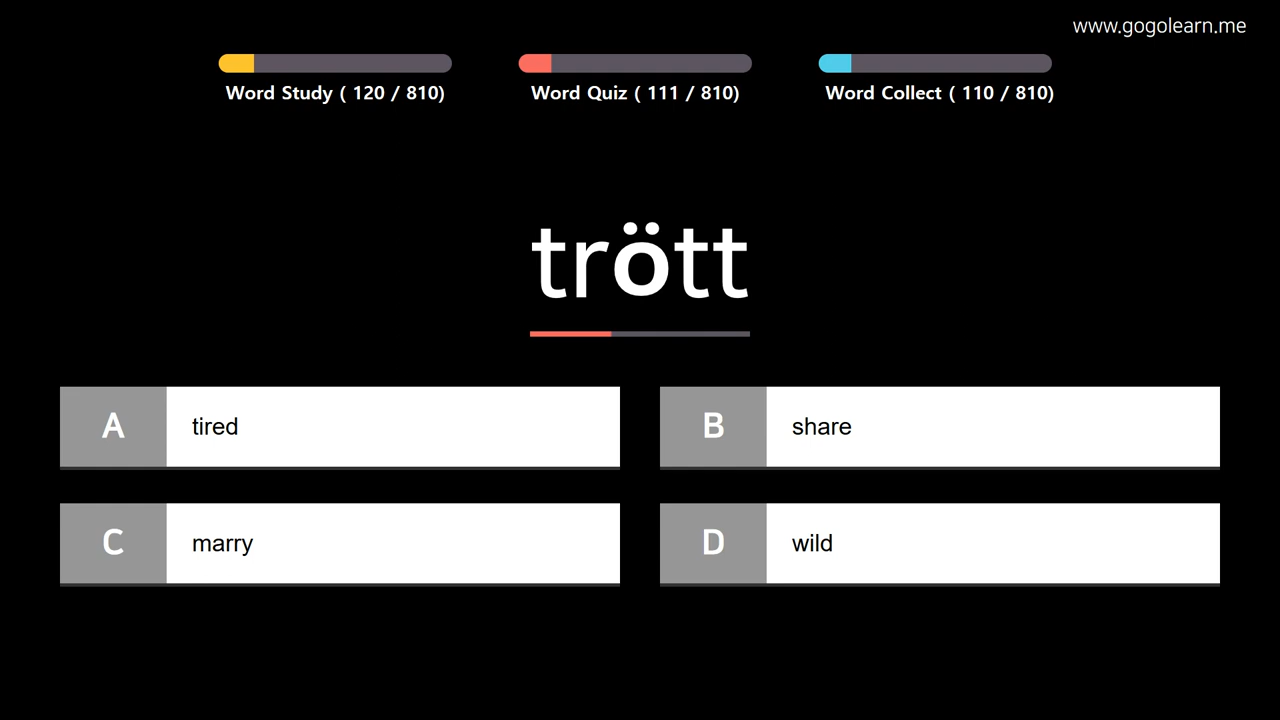 www.gogolearn.me
Word Study ( 120 / 810)
Word Quiz ( 111 / 810)
Word Collect ( 110 / 810)
trött
A tired
B share
C marry
D wild